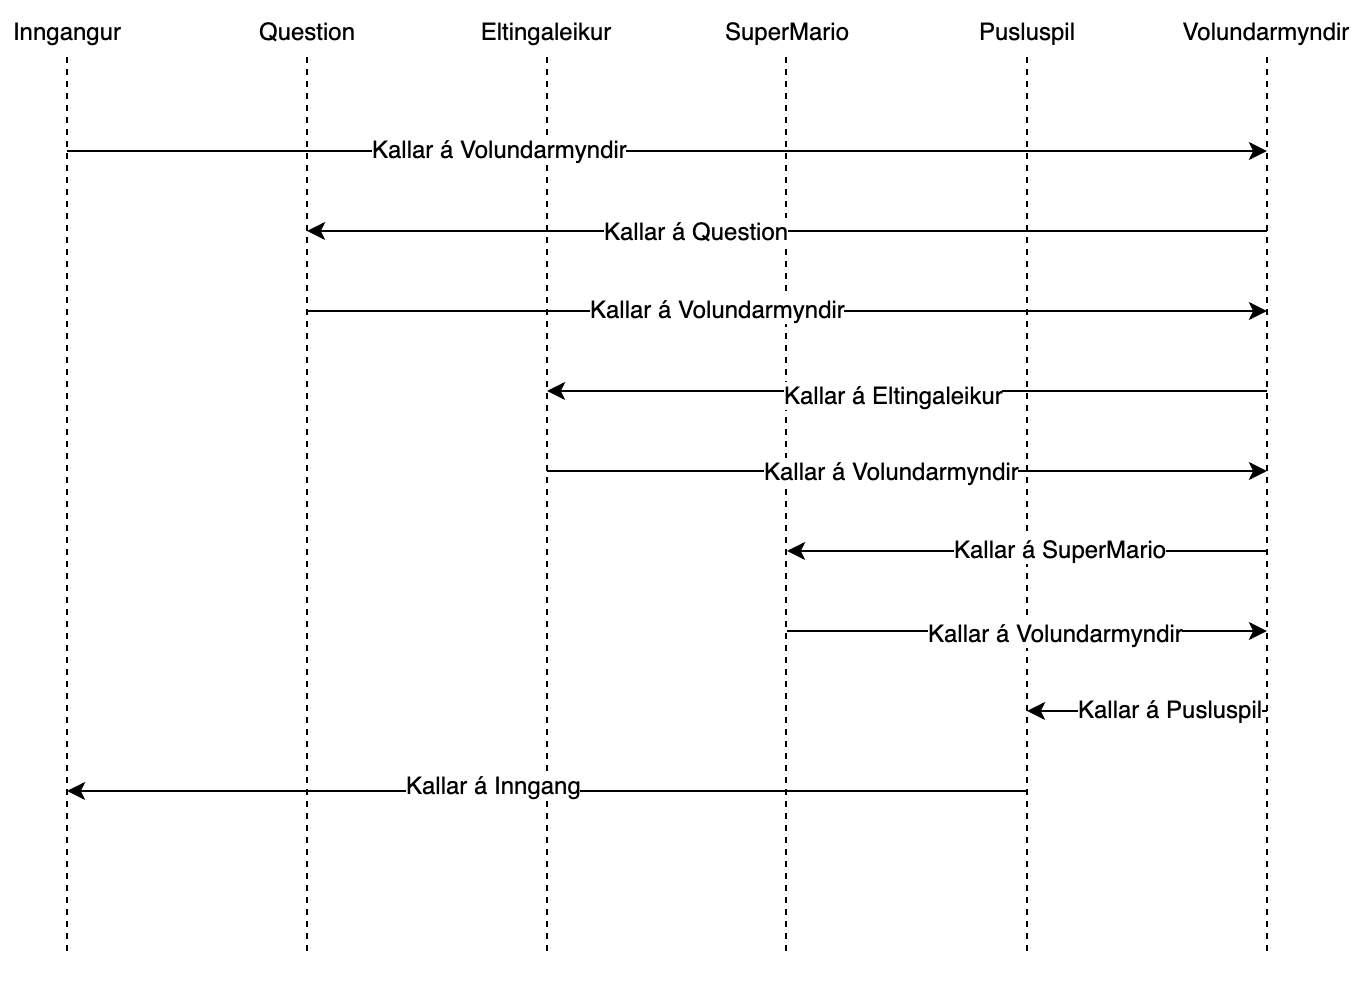 Inngangur
Question
Eltingaleikur
SuperMario
Pusluspil
Volundarmyndir
Kallar á Volundarmyndir
Kallar á Question
Kallar á Volundarmyndir
Kallar á Eltingaleikur
Kallar á Volundarmyndir
Kallar á SuperMario
Kallar á Volundarmyndir
Kallar á Pusluspil
Kallar á Inngang